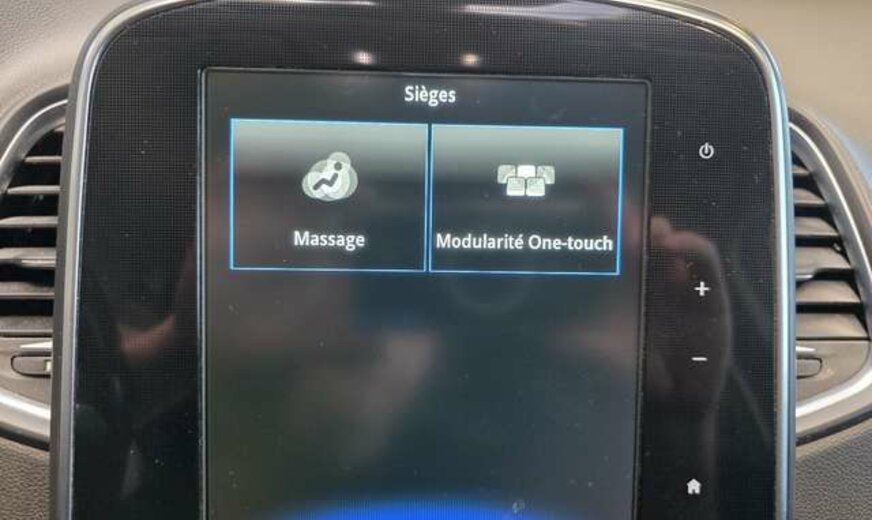 Sièges
Massage
Modularité One-touch